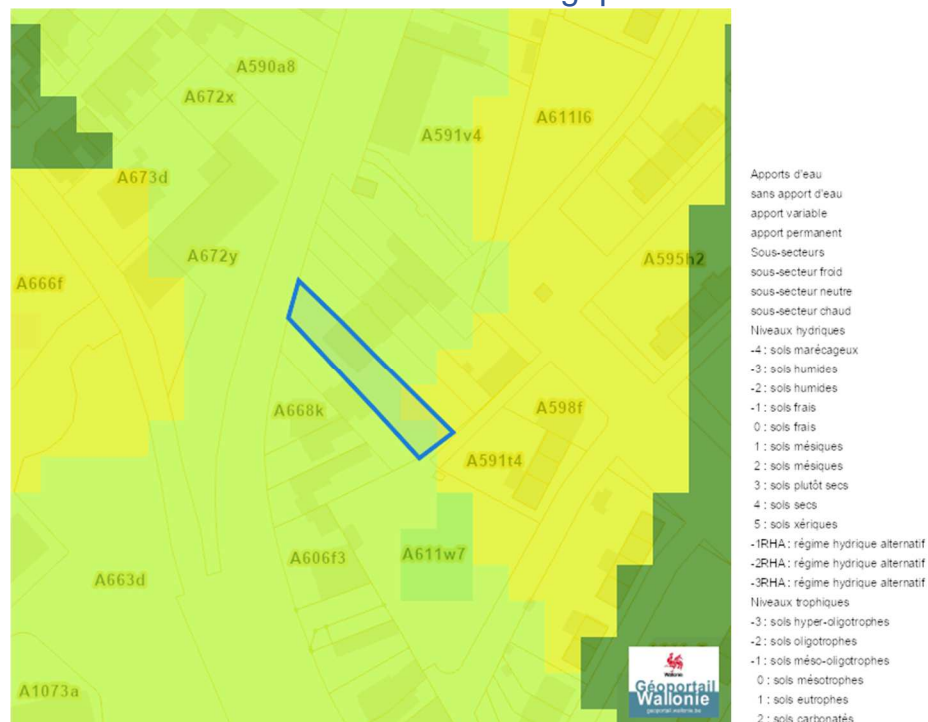 A590a8
A672x
A591v4
A611l6
A673d
A672y
A595h2
A666f
A668k
A598f
A591t4
A606f3
A611w7
A663d
A1073a
Wallonie
Géoportail
Wallonie
geoportail.wallonie.be
Apports d'eau
sans apport d'eau
apport variable
apport permanent
Sous-secteurs
sous-secteur froid
sous-secteur neutre
sous-secteur chaud
Niveaux hydriques
-4 : sols marécageux
-3 : sols humides
-2 : sols humides
-1 : sols frais
0 : sols frais
1 : sols mésiques
2 : sols mésiques
3 : sols plutôt secs
4 : sols secs
5 : sols xériques
-1RHA : régime hydrique alternatif
-2RHA : régime hydrique alternatif
-3RHA : régime hydrique alternatif
Niveaux trophiques
-3 : sols hyper-oligotrophes
-2 : sols oligotrophes
-1 : sols méso-oligotrophes
0 : sols mésotrophes
1 : sols eutrophes
2 : sols carbonatés